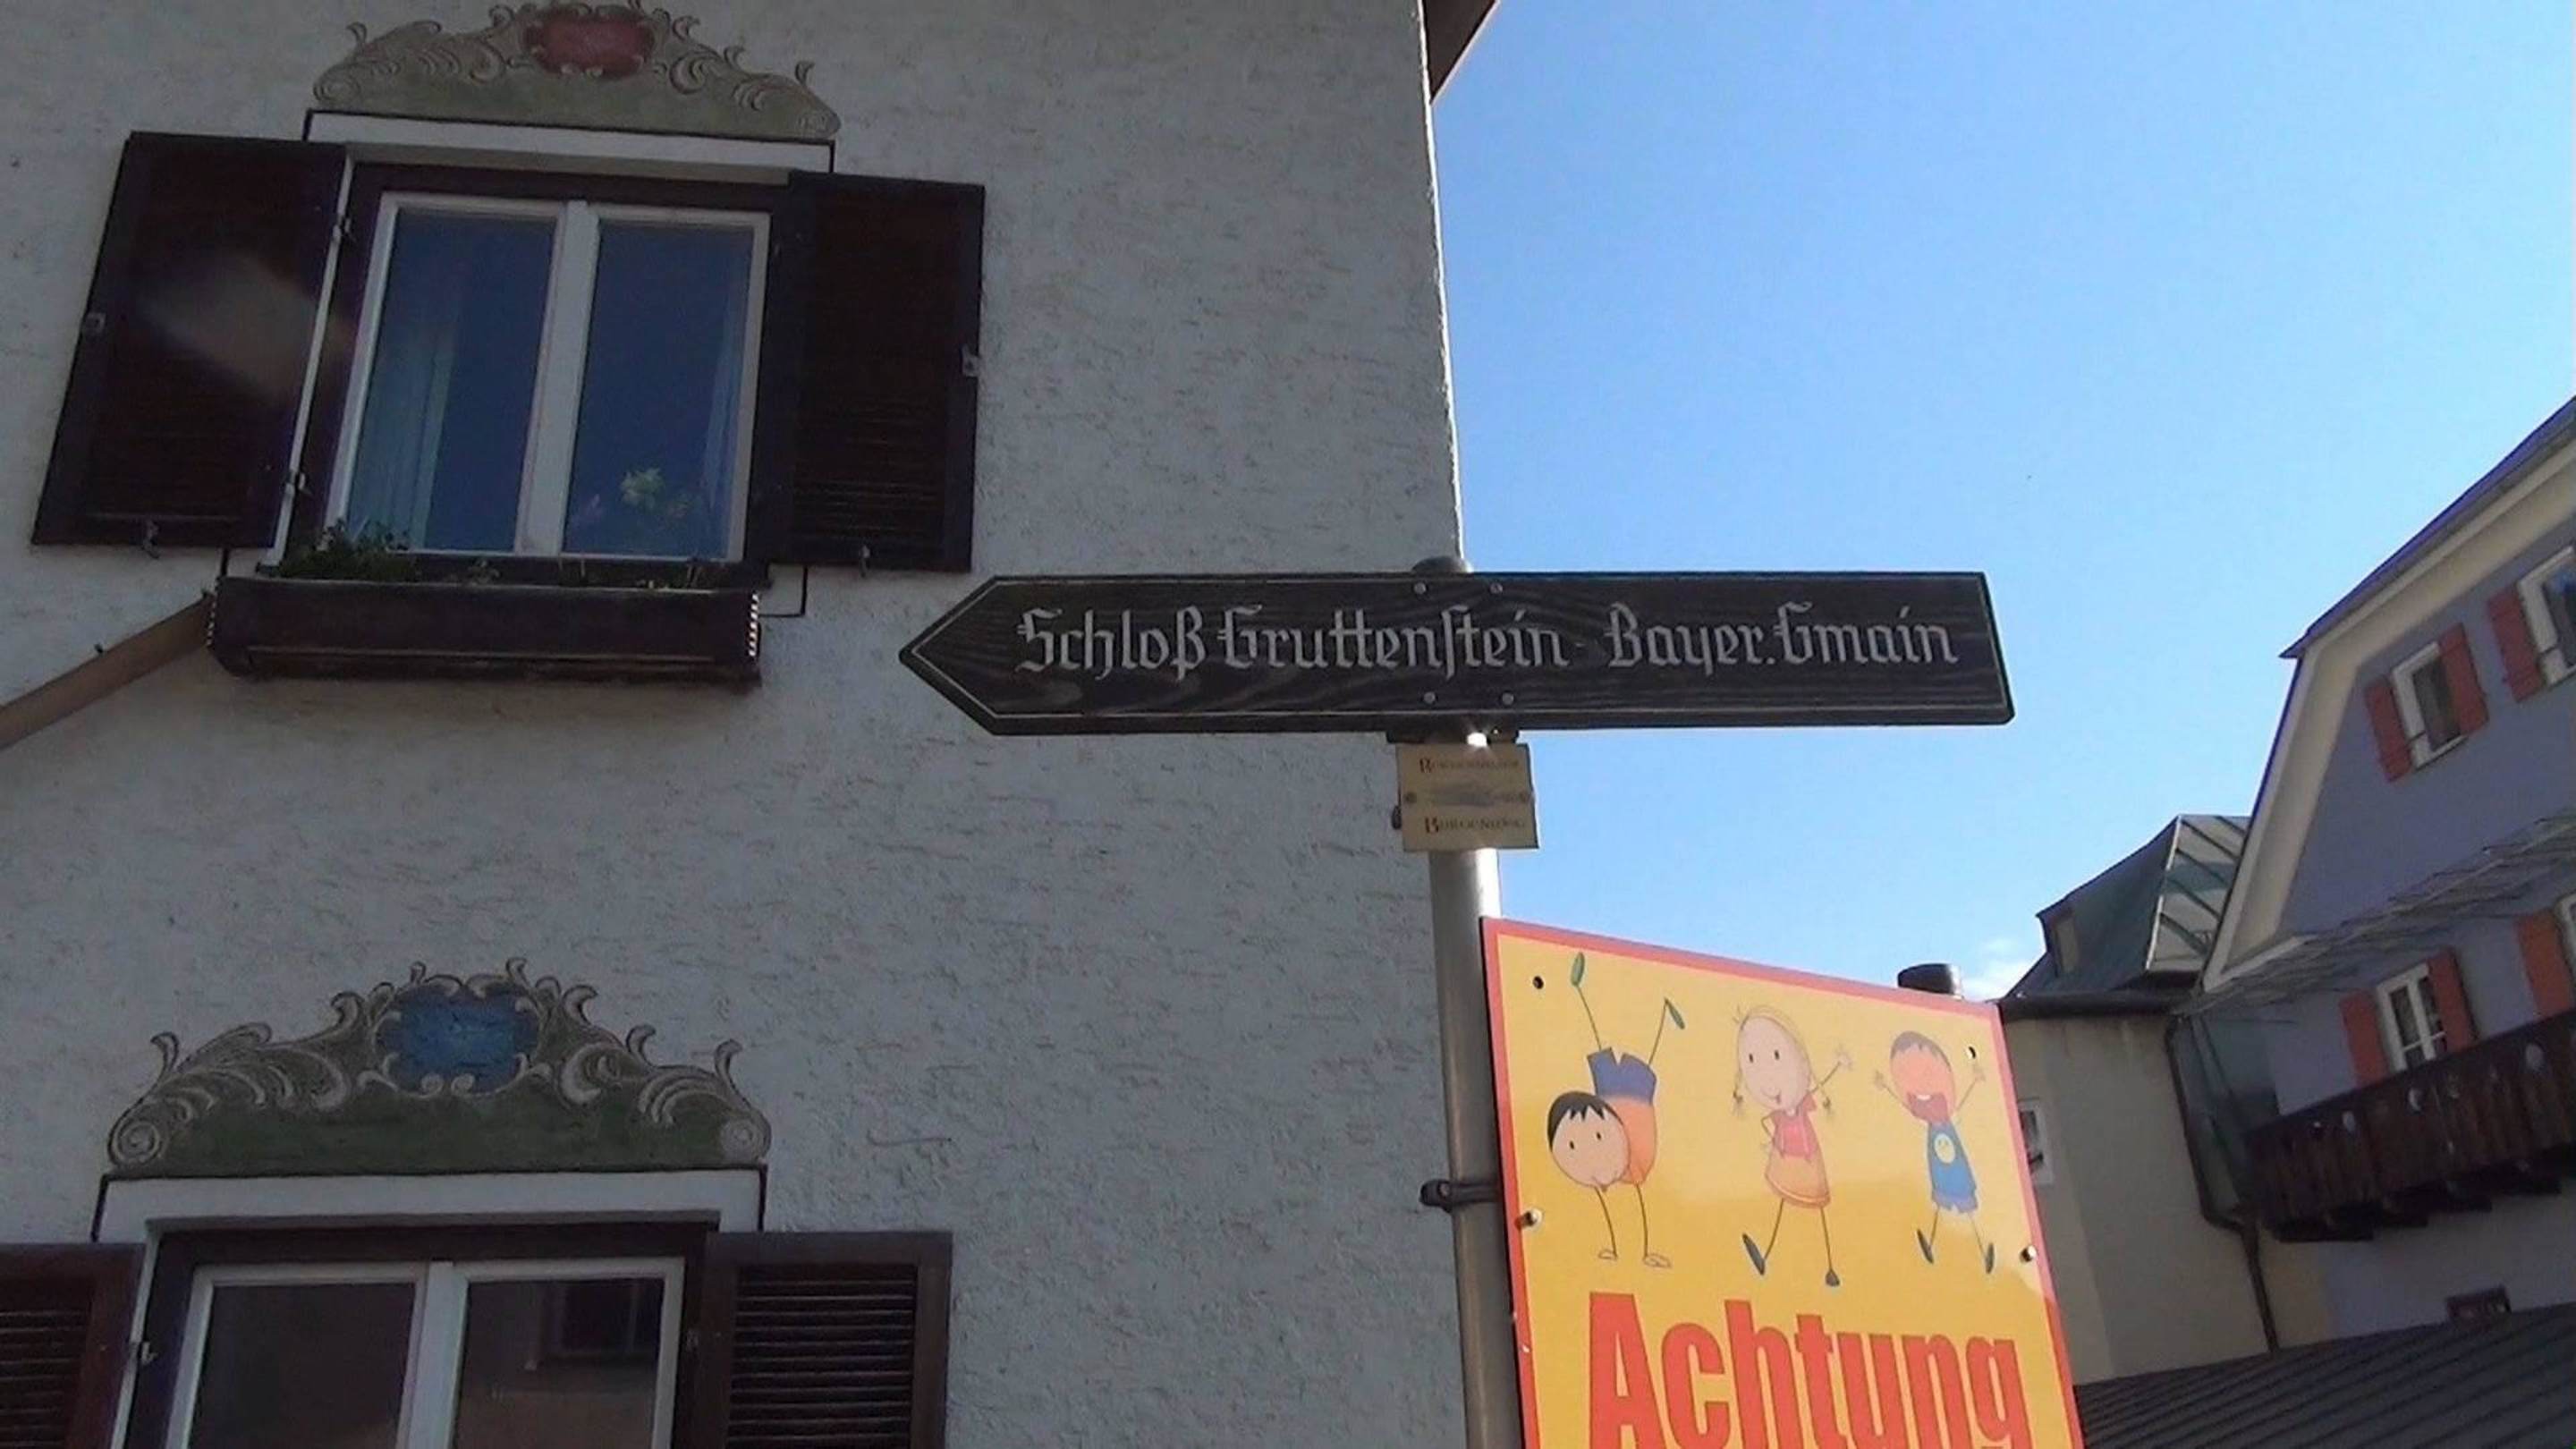 Schloß Gruttenstein - Bayer. Gmain
Achtung